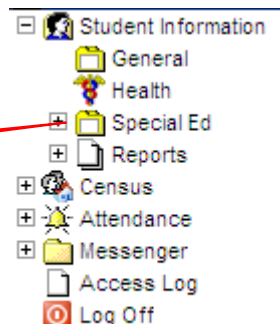 Student Information
General
Health
Special Ed
Reports
Census
Attendance
Messenger
Access Log
Log Off